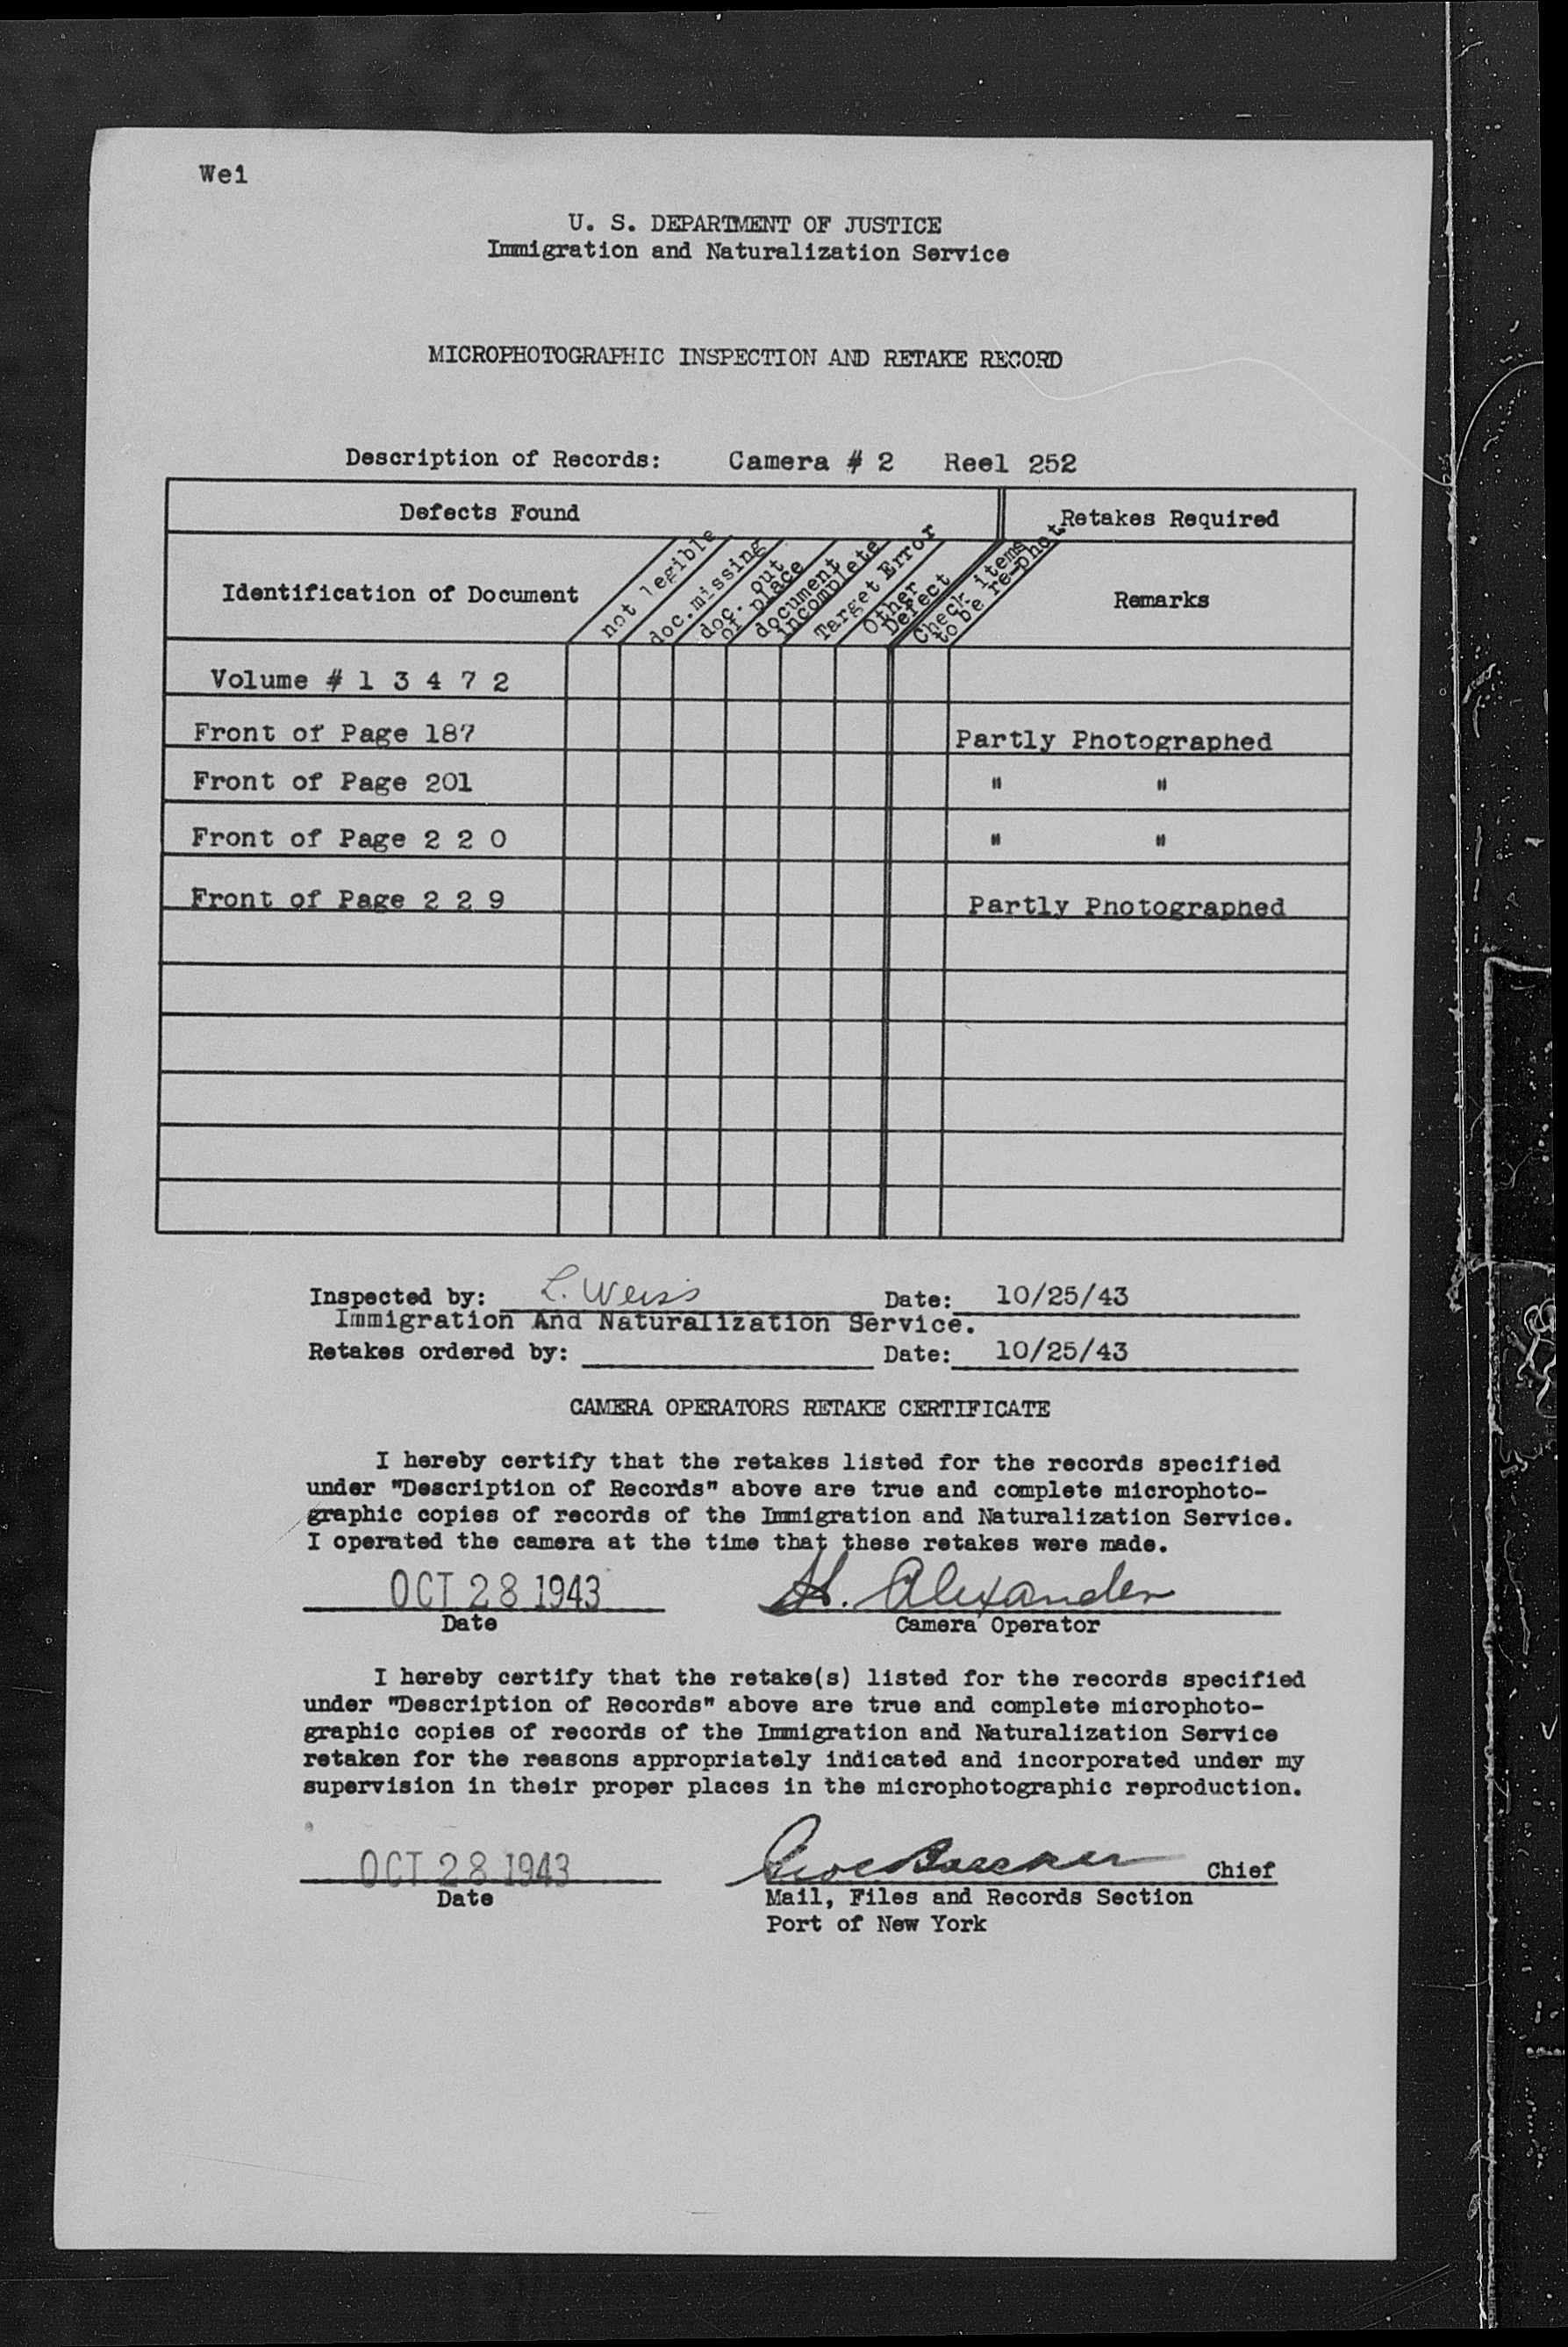 Wei
U. S. DEPARTMENT OF JUSTICE
Immigration and Naturalization Service
MICROPHOTOGRAPHIC INSPECTION AND RETAKE RECORD
Description of Records: Camera # 2 Reel 252
Defects Found Retakes Required
Identification of Document not legible doc.missing doc. out of place document incomplete Target Error Other Defect Check items to be re-phot. Remarks
Volume # 1 3 4 7 2
Front of Page 187 Partly Photographed
Front of Page 201 " "
Front of Page 2 2 0 " "
Front of Page 2 2 9 Partly Photographed
Inspected by: L. Weiss Date: 10/25/43
Immigration And Naturalization Service.
Retakes ordered by: Date: 10/25/43
CAMERA OPERATORS RETAKE CERTIFICATE
I hereby certify that the retakes listed for the records specified
under "Description of Records" above are true and complete microphoto-
graphic copies of records of the Immigration and Naturalization Service.
I operated the camera at the time that these retakes were made.
OCT 28 1943 H. Alexander
Date Camera Operator
I hereby certify that the retake(s) listed for the records specified
under "Description of Records" above are true and complete microphoto-
graphic copies of records of the Immigration and Naturalization Service
retaken for the reasons appropriately indicated and incorporated under my
supervision in their proper places in the microphotographic reproduction.
OCT 28 1943 Chief
Date Mail, Files and Records Section
Port of New York